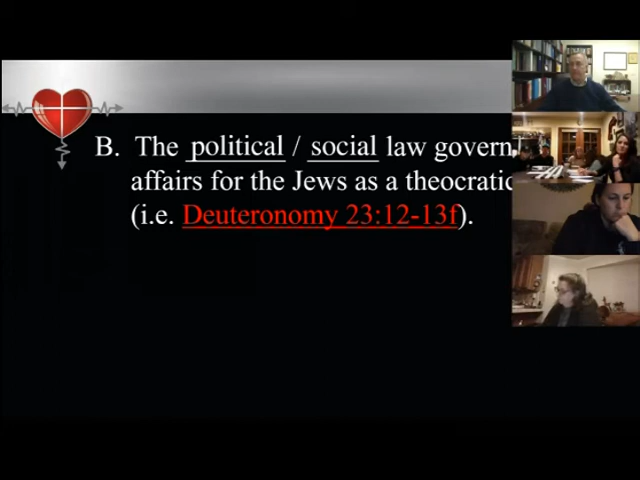 B. The political / social law govern
affairs for the Jews as a theocratic
(i.e. Deuteronomy 23:12-13f).